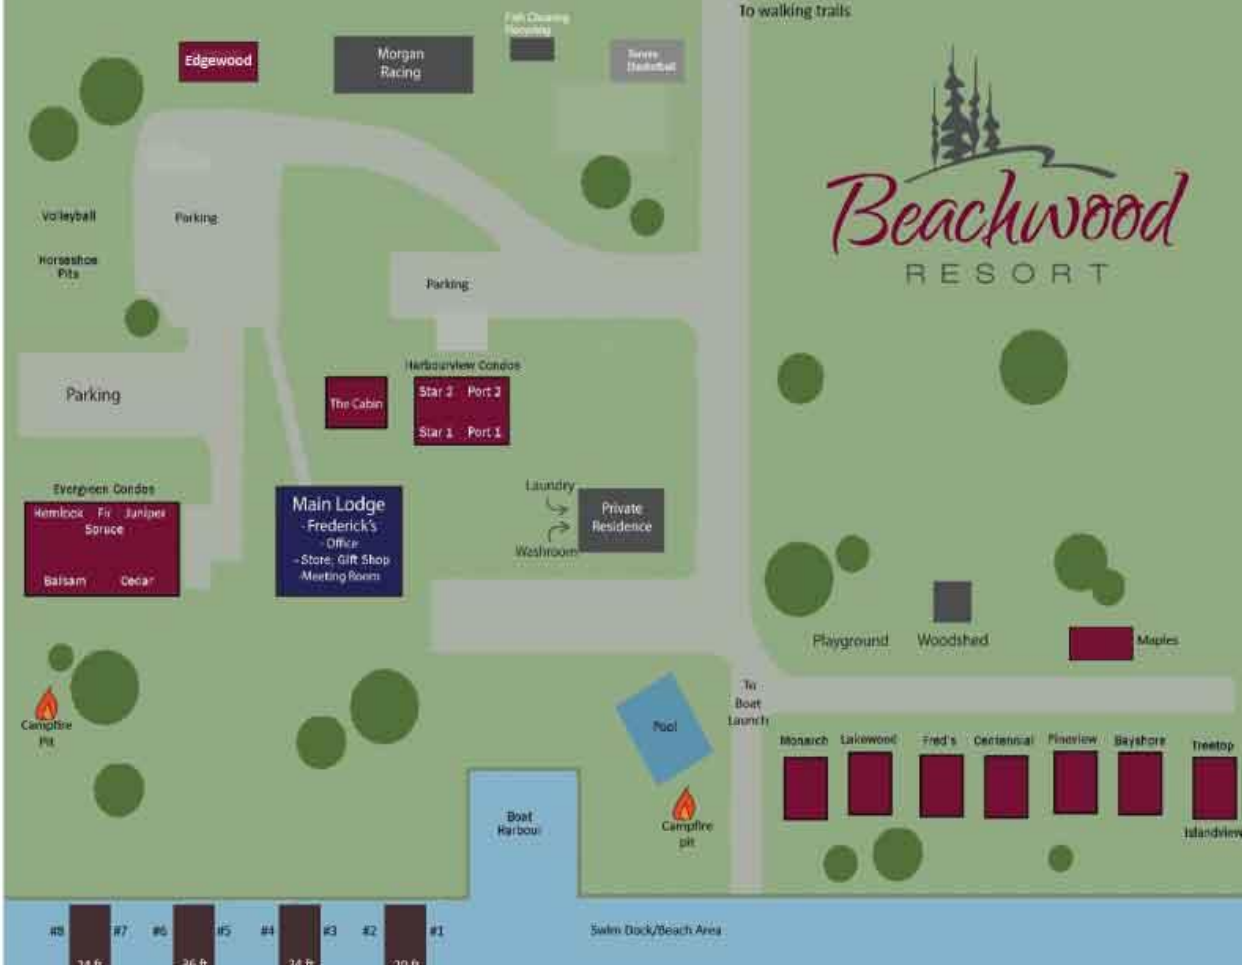 To walking trails
Fish Cleaning
Recycling
Edgewood
Morgan
Racing
Tennis
Basketball
Beachwood
RESORT
Volleyball
Parking
Horseshoe
Pits
Parking
Parking
Harbourview Condos
The Cabin
Star 2 Port 2
Star 1 Port 1
Evergreen Condos
Hemlock Fir Juniper
Spruce
Balsam Cedar
Main Lodge
- Frederick's
- Office
- Store, Gift Shop
-Meeting Room
Laundry
Private
Residence
Washroom
Playground
Woodshed
Maples
Campfire
Pit
Pool
To
Boat
Launch
Monarch
Lakewood
Fred's
Centennial
Pineview
Bayshore
Treetop
Islandview
Boat
Harbour
Campfire
pit
#8
#7
#6
#5
#4
#3
#2
#1
Swim Dock/Beach Area